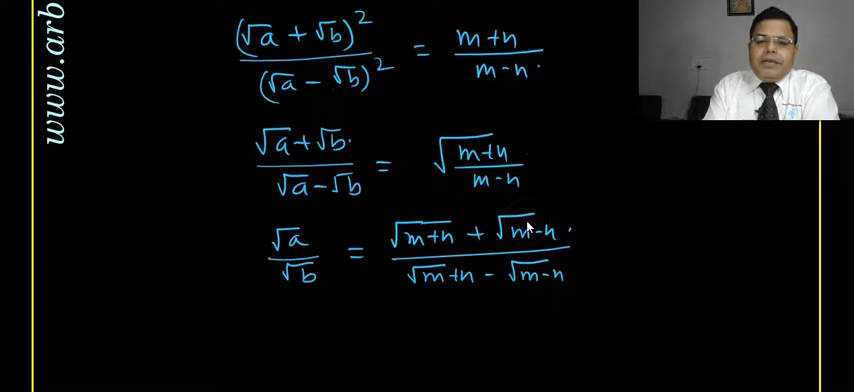 www.arb
(√a + √b)² / (√a - √b)² = m+n / m-n.
√a+√b. / √a-√b = √(m+n / m-n)
√a / √b = √m+n + √m-n. / √m+n - √m-n